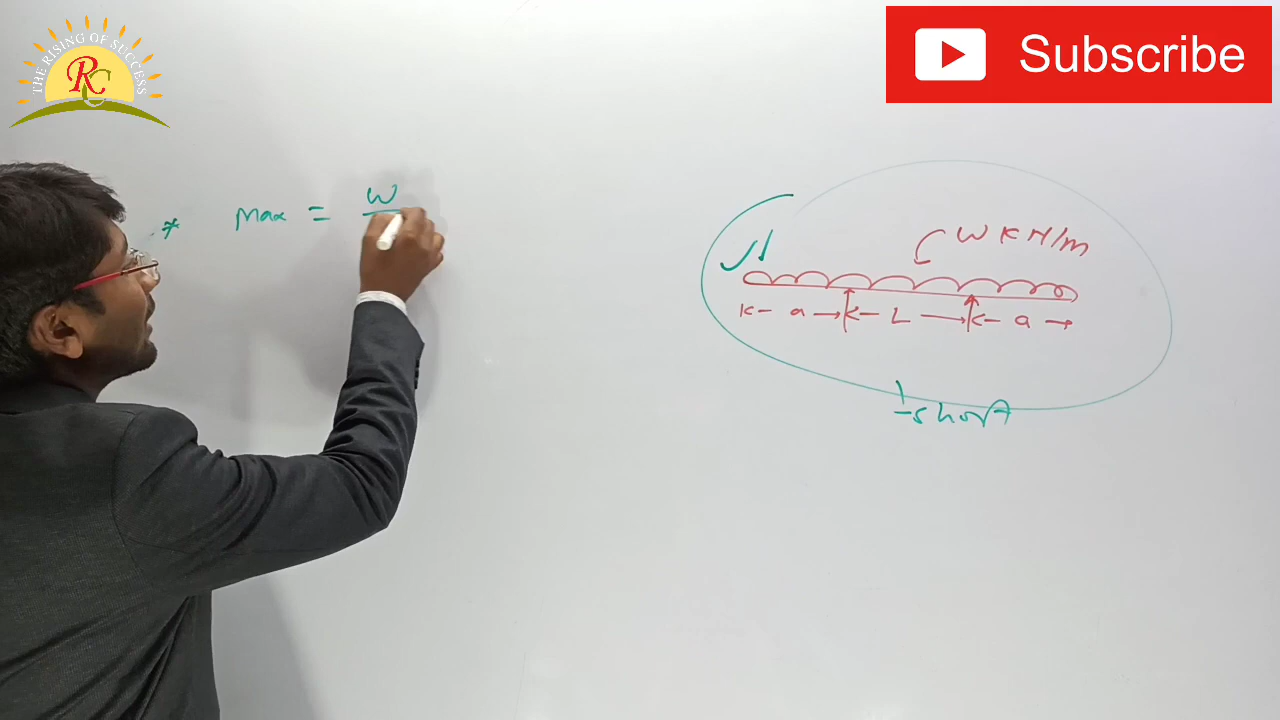 THE RISING OF SUCCESS
RC
Subscribe
* Max = W
W KN/m
a L a
short